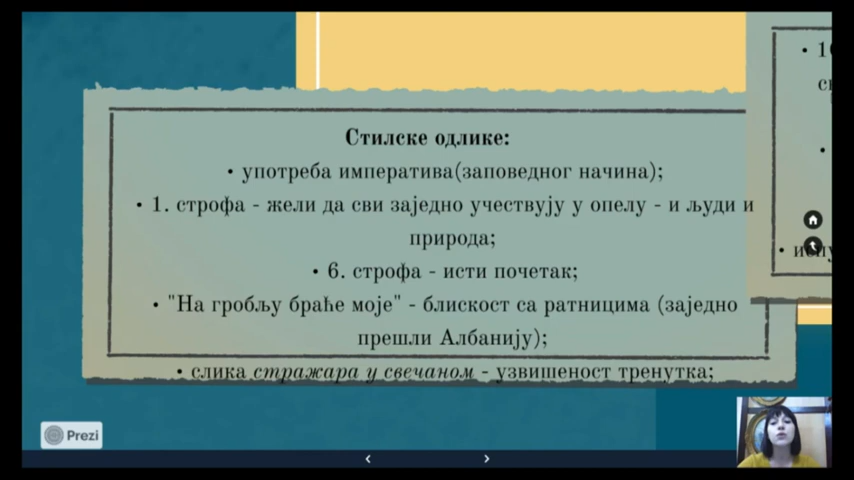 Стилске одлике:
• употреба императива(заповедног начина);
• 1. строфа - жели да сви заједно учествују у опелу - и људи и
природа;
• 6. строфа - исти почетак;
• "На гробљу браће моје" - блискост са ратницима (заједно
прешли Албанију);
• слика стражара у свечаном - узвишеност тренутка;
Prezi